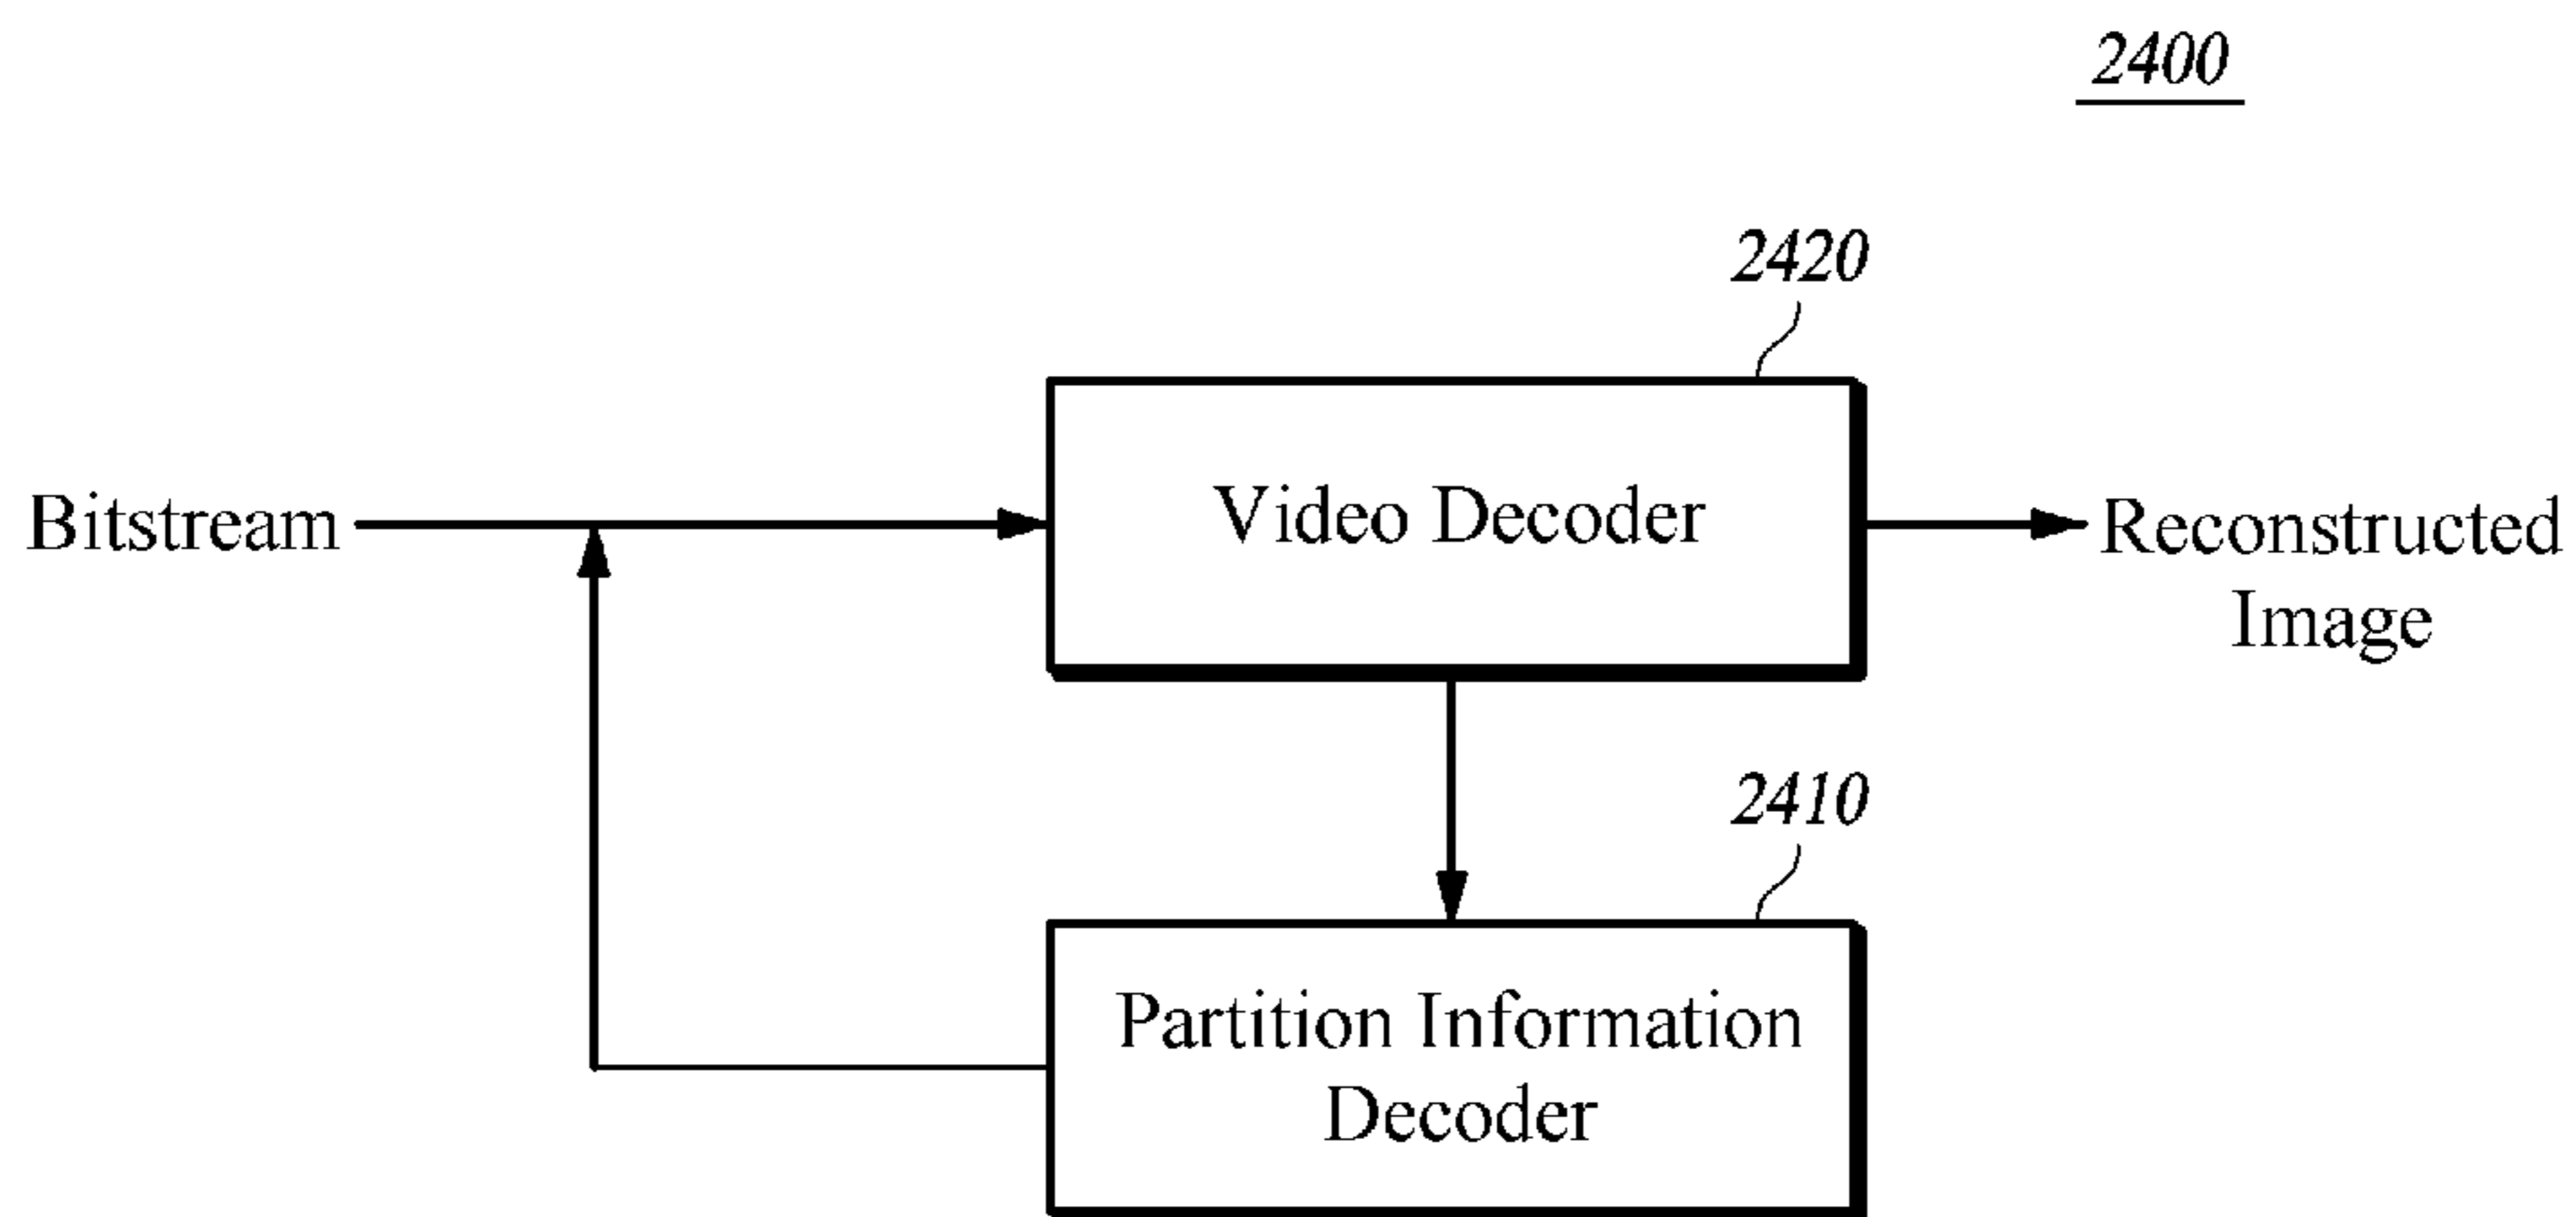 2400
2420
Video Decoder
Bitstream
Reconstructed
Image
2410
Partition Information
Decoder